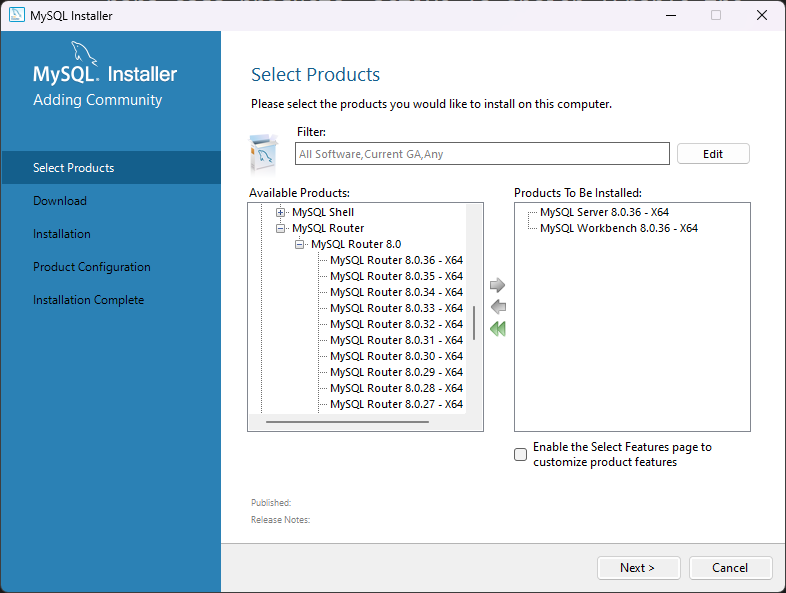 MySQL Installer
MySQL. Installer
Adding Community
Select Products
Download
Installation
Product Configuration
Installation Complete
Select Products
Please select the products you would like to install on this computer.
Filter:
All Software,Current GA,Any
Edit
Available Products:
MySQL Shell
MySQL Router
MySQL Router 8.0
MySQL Router 8.0.36 - X64
MySQL Router 8.0.35 - X64
MySQL Router 8.0.34 - X64
MySQL Router 8.0.33 - X64
MySQL Router 8.0.32 - X64
MySQL Router 8.0.31 - X64
MySQL Router 8.0.30 - X64
MySQL Router 8.0.29 - X64
MySQL Router 8.0.28 - X64
MySQL Router 8.0.27 - X64
Products To Be Installed:
MySQL Server 8.0.36 - X64
MySQL Workbench 8.0.36 - X64
Enable the Select Features page to
customize product features
Published:
Release Notes:
Next >
Cancel